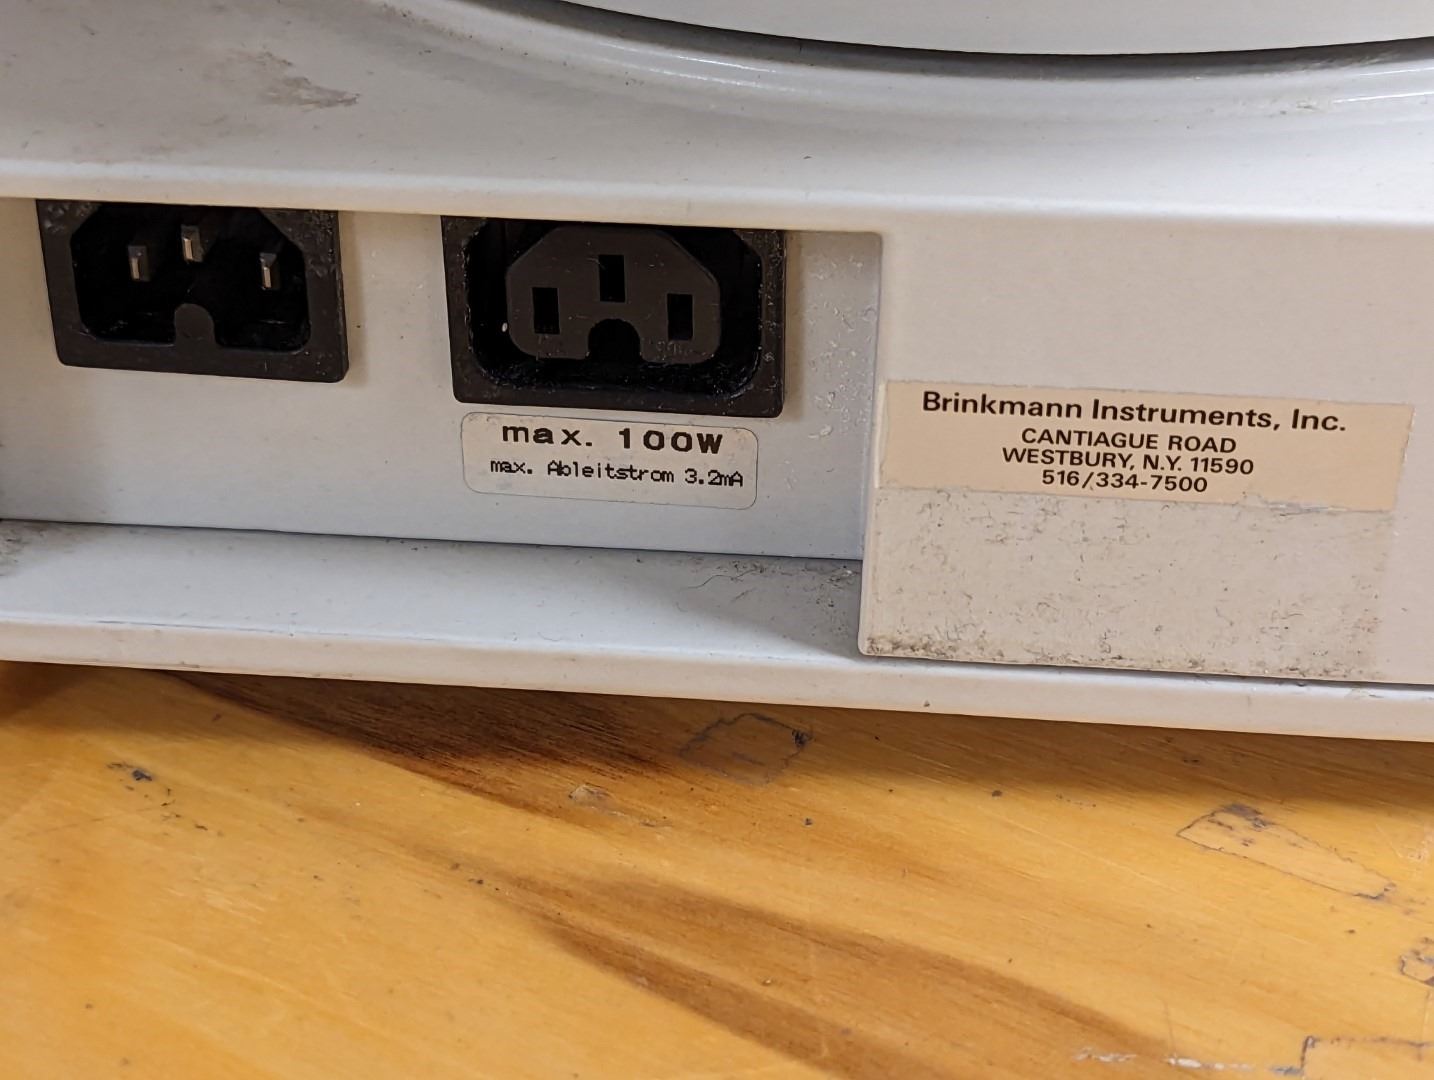 max. 100W
max. Ableitstrom 3.2mA
Brinkmann Instruments, Inc.
CANTIAGUE ROAD
WESTBURY, N.Y. 11590
516/334-7500